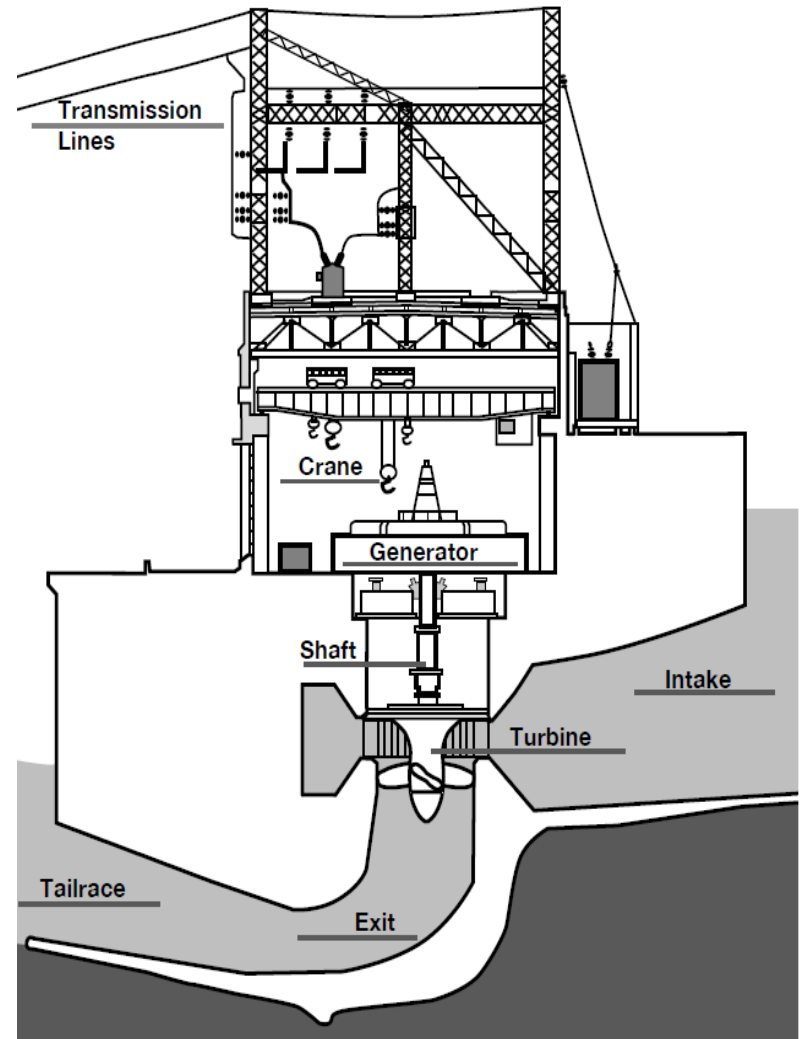 Transmission
Lines
Crane
Generator
Shaft
Intake
Turbine
Tailrace
Exit